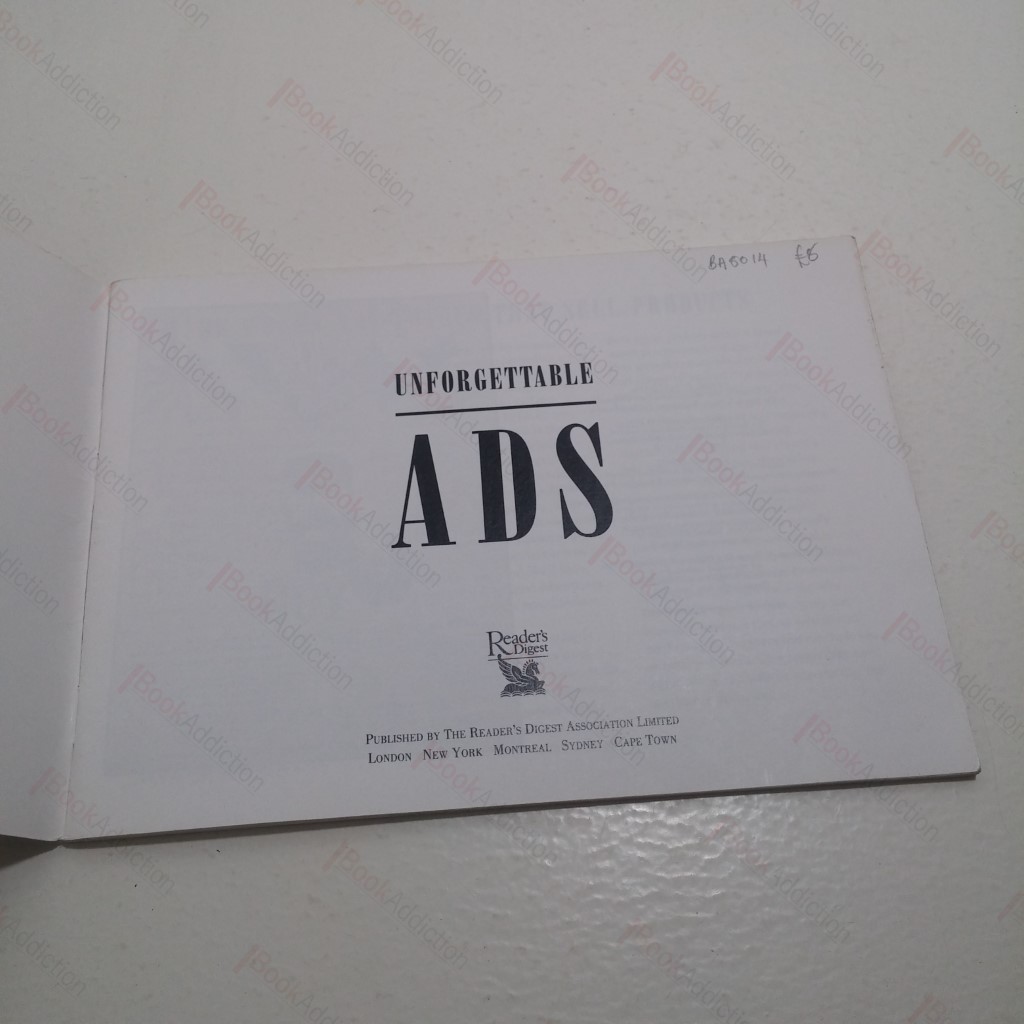 BA5014 £5
UNFORGETTABLE
ADS
Reader's
Digest
PUBLISHED BY THE READER'S DIGEST ASSOCIATION LIMITED
LONDON NEW YORK MONTREAL SYDNEY CAPE TOWN
BookAddiction